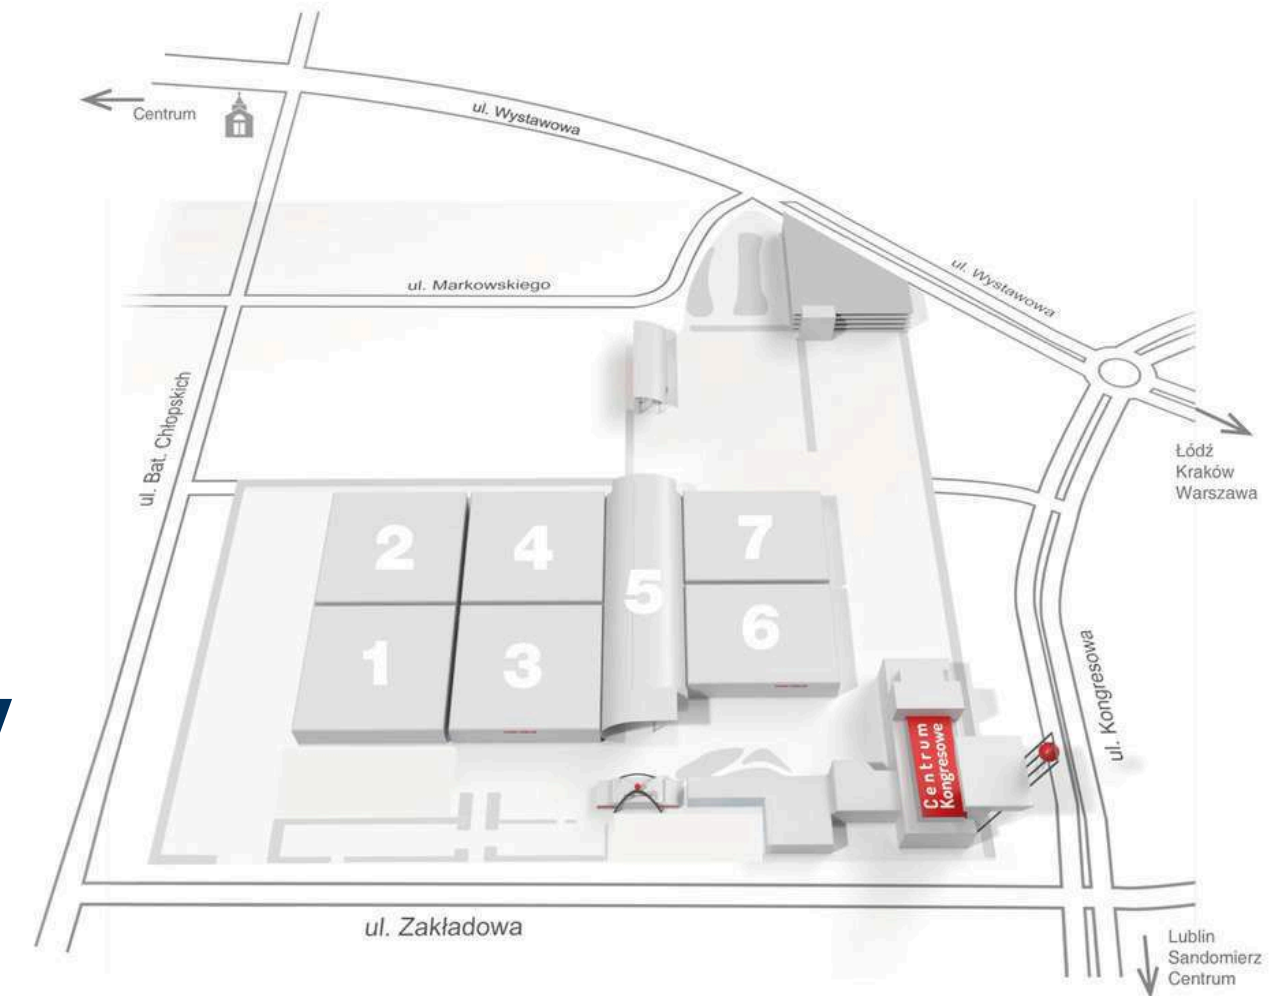 ul. Wystawowa
Centrum
ul. Markowskiego
ul. Wystawowa
ul. Bat. Chłopskich
Łódź
Kraków
Warszawa
2
4
5
7
1
3
6
ul. Kongresowa
Centrum
Kongresowe
ul. Zakładowa
Lublin
Sandomierz
Centrum